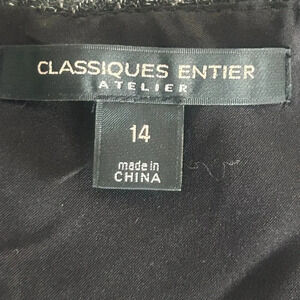 CLASSIQUES ENTIER
ATELIER
14
made in
CHINA